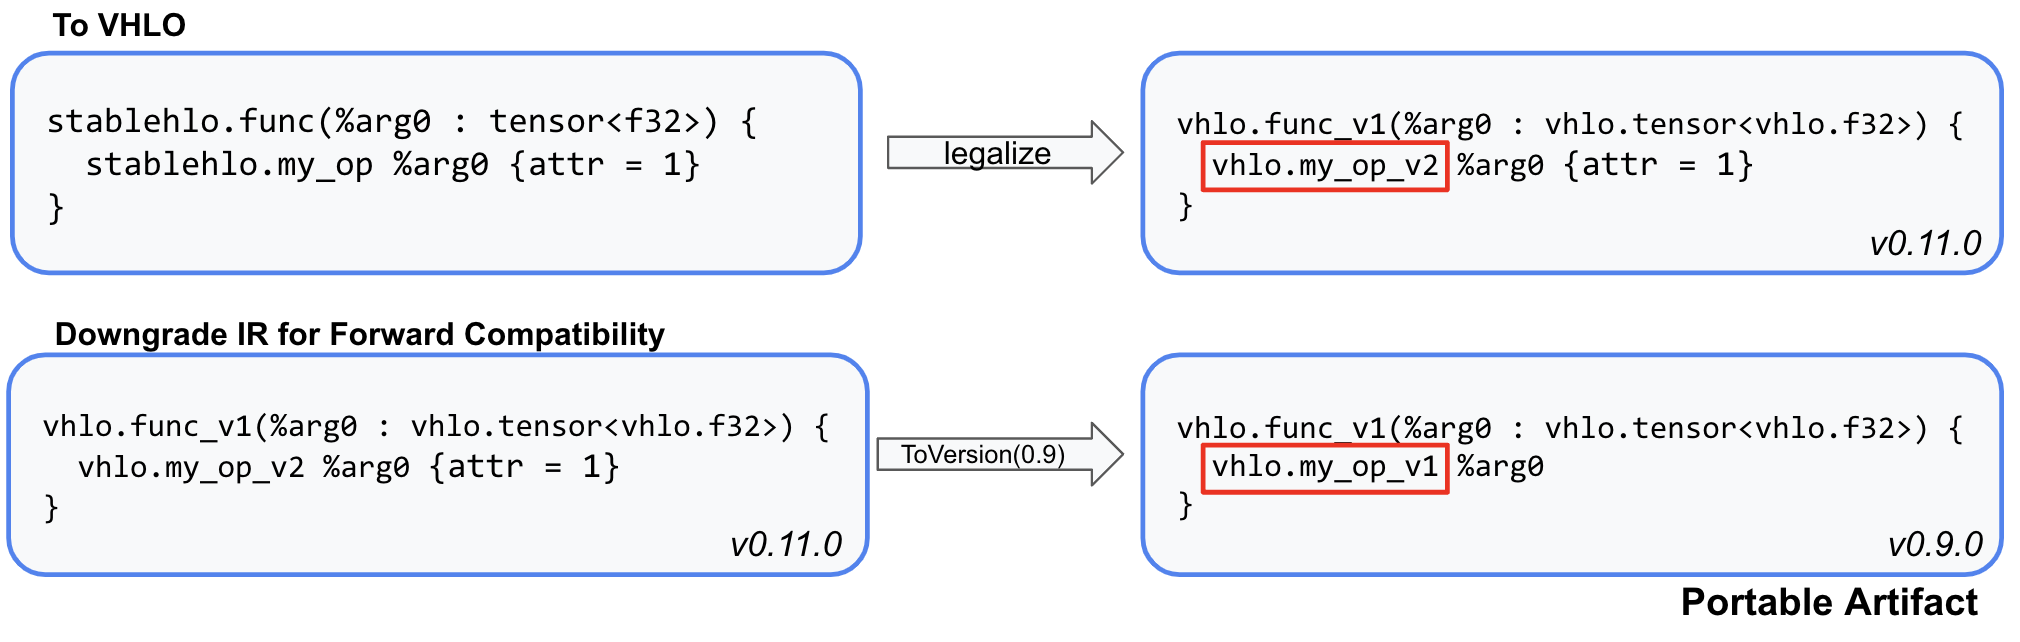 To VHLO
stablehlo.func(%arg0 : tensor<f32>) {
  stablehlo.my_op %arg0 {attr = 1}
}
legalize
vhlo.func_v1(%arg0 : vhlo.tensor<vhlo.f32>) {
  vhlo.my_op_v2 %arg0 {attr = 1}
}
v0.11.0
Downgrade IR for Forward Compatibility
vhlo.func_v1(%arg0 : vhlo.tensor<vhlo.f32>) {
  vhlo.my_op_v2 %arg0 {attr = 1}
}
v0.11.0
ToVersion(0.9)
vhlo.func_v1(%arg0 : vhlo.tensor<vhlo.f32>) {
  vhlo.my_op_v1 %arg0
}
v0.9.0
Portable Artifact